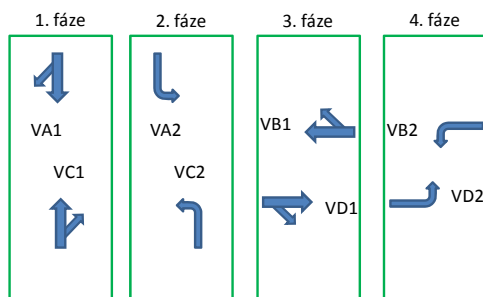 1. fáze
2. fáze
3. fáze
4. fáze
VA1
VC1
VA2
VC2
VB1
VD1
VB2
VD2